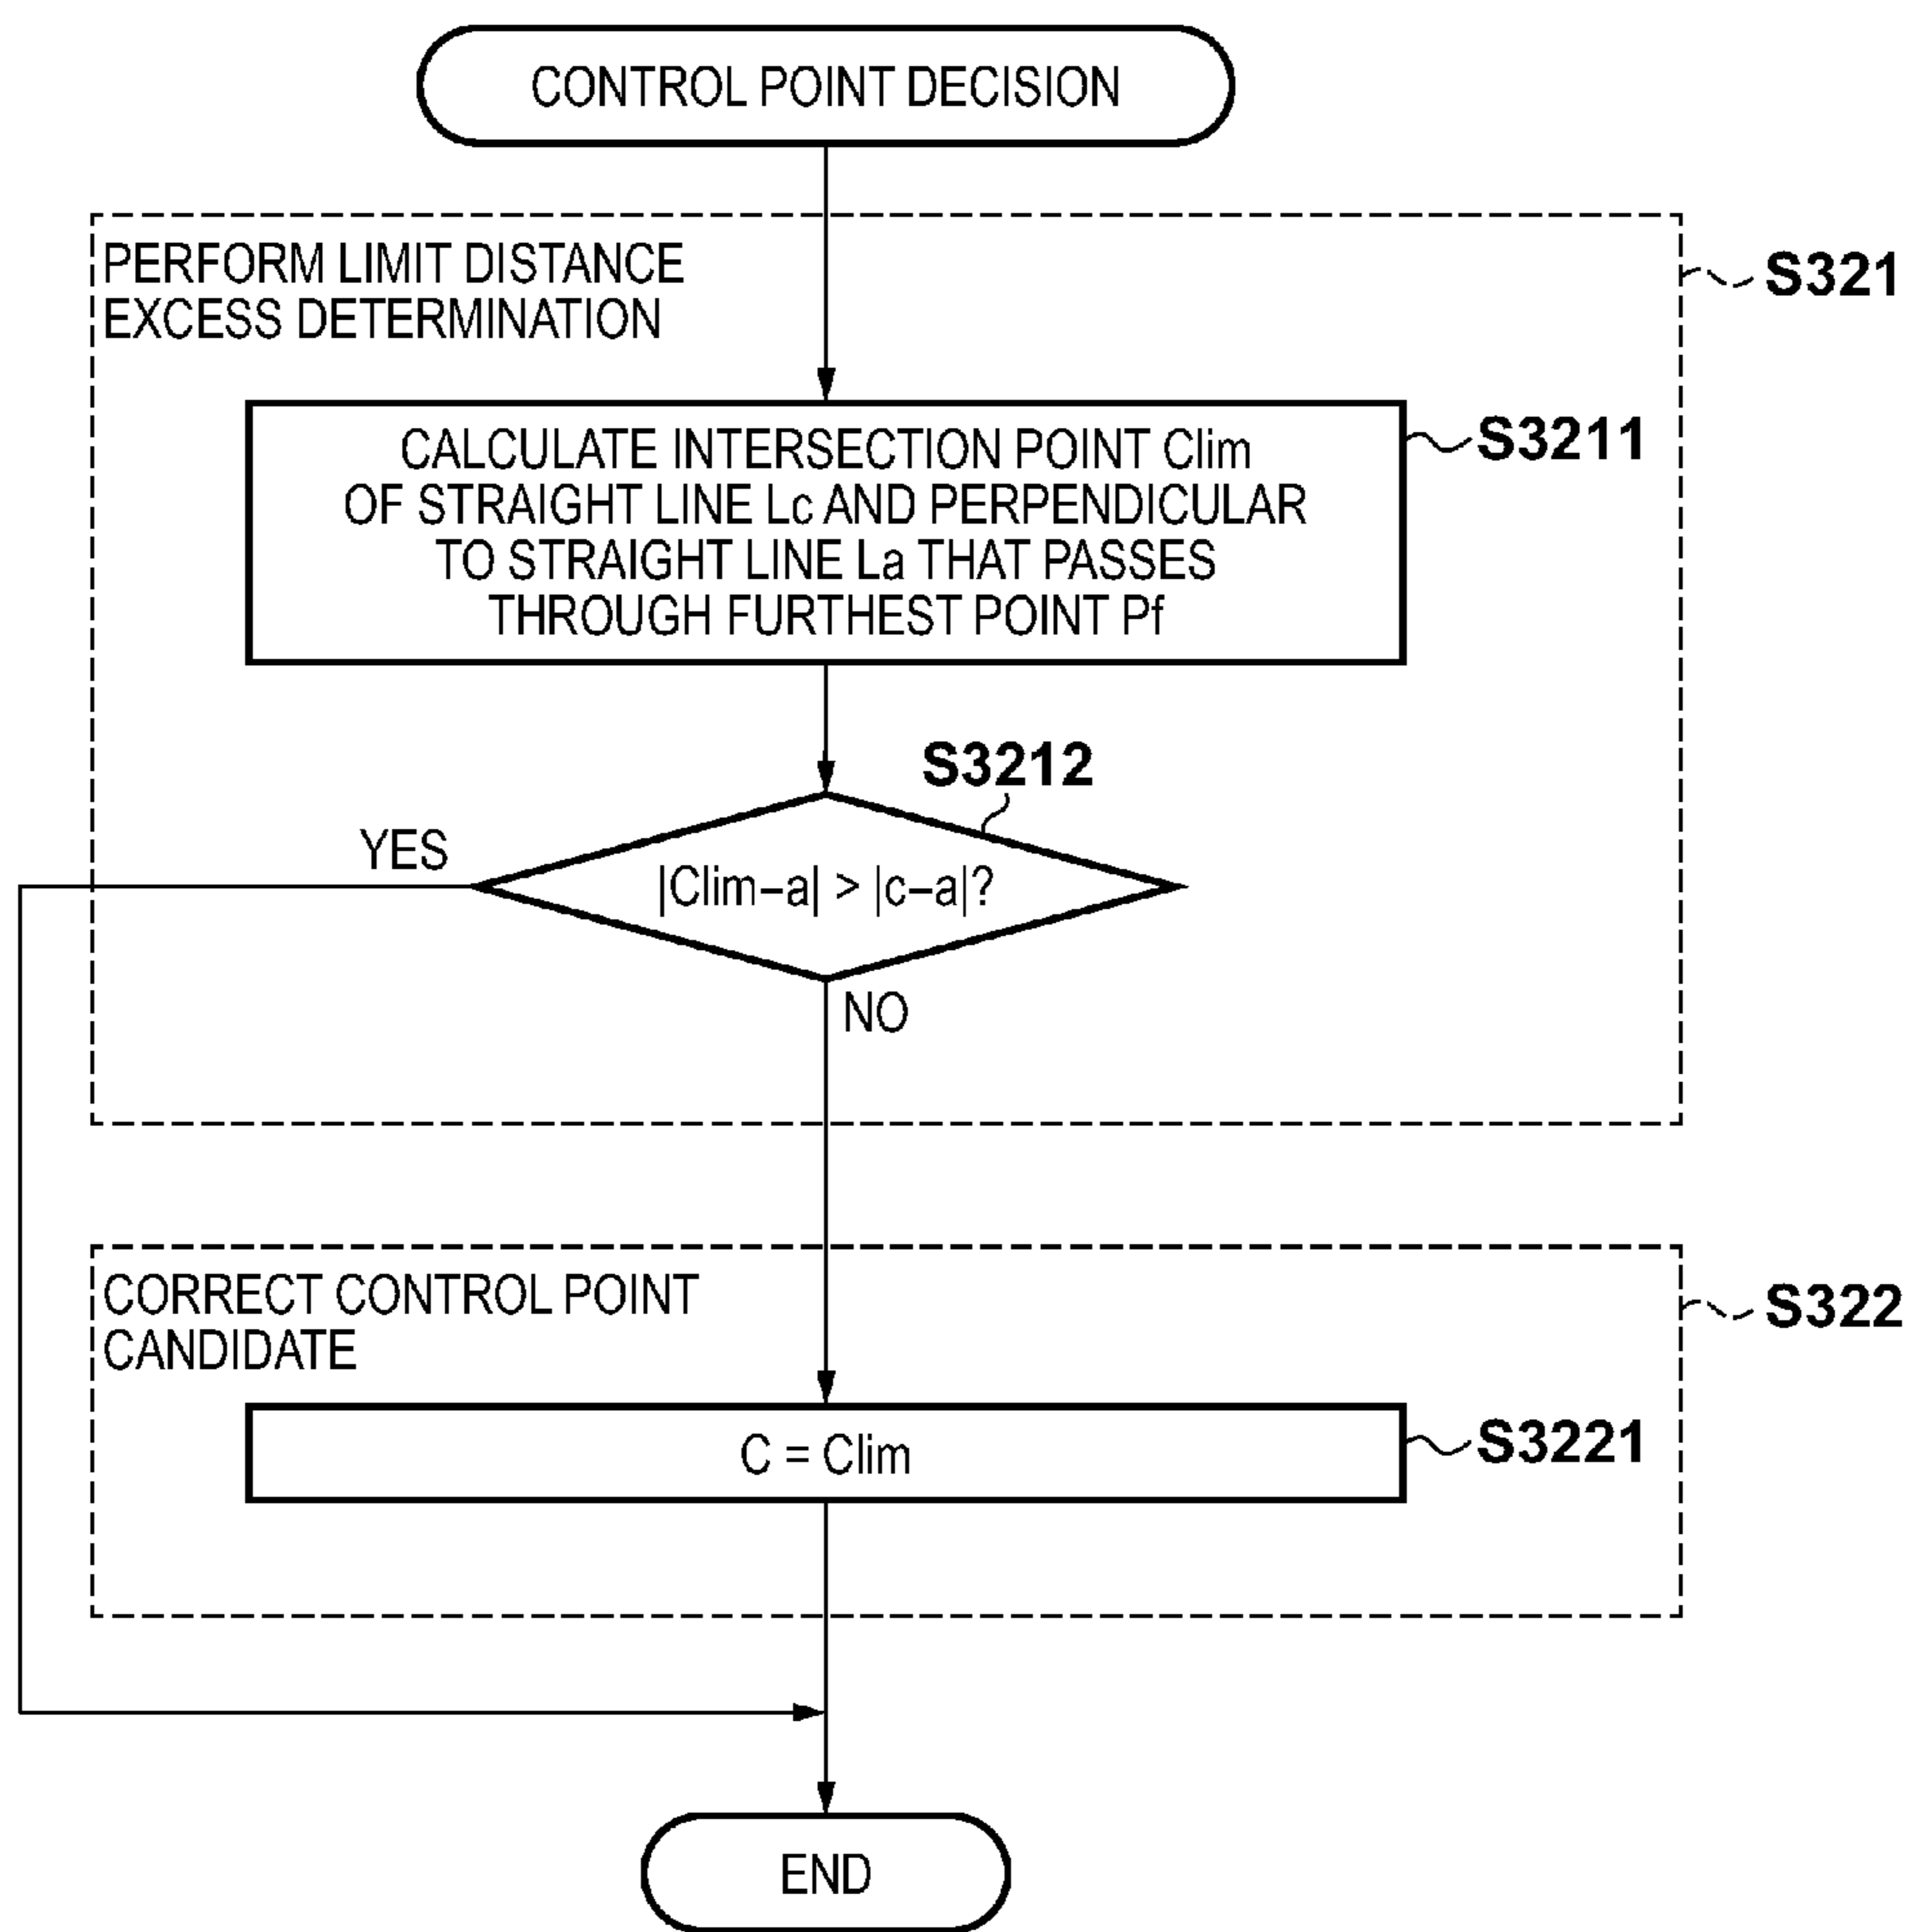 CONTROL POINT DECISION
PERFORM LIMIT DISTANCE
EXCESS DETERMINATION
S321
CALCULATE INTERSECTION POINT Clim
OF STRAIGHT LINE Lc AND PERPENDICULAR
TO STRAIGHT LINE La THAT PASSES
THROUGH FURTHEST POINT Pf
S3211
S3212
YES
|Clim−a| > |c−a|?
NO
CORRECT CONTROL POINT
CANDIDATE
S322
C = Clim
S3221
END